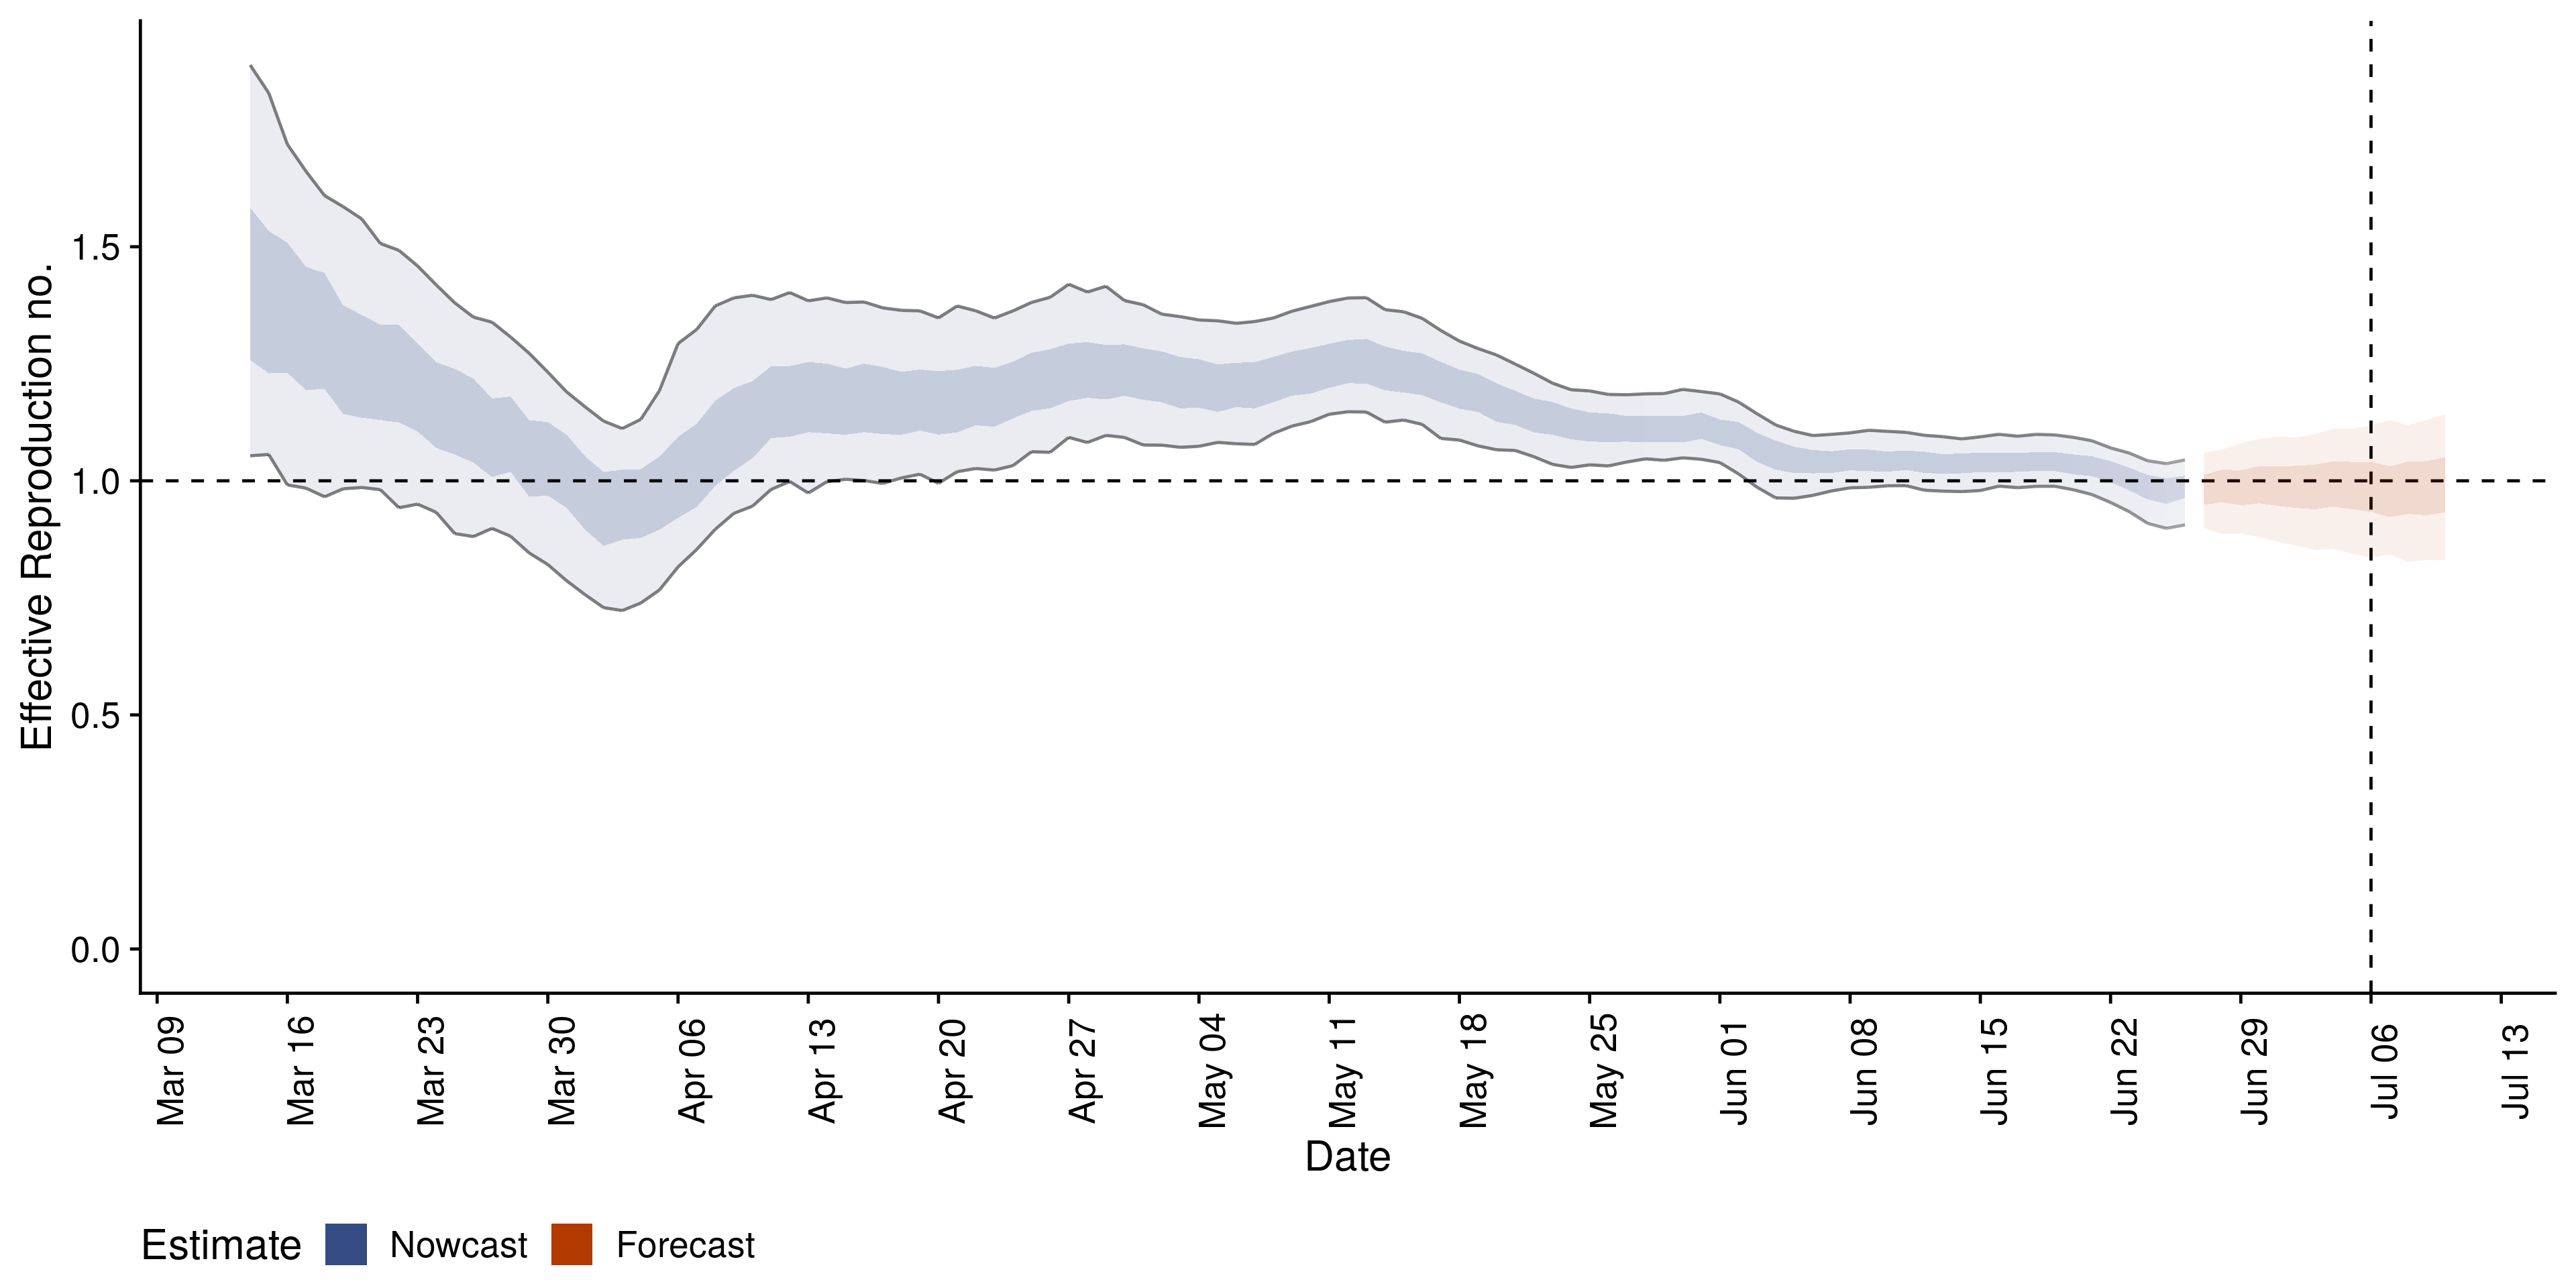 Effective Reproduction no.
1.5
1.0
0.5
0.0
Mar 09
Mar 16
Mar 23
Mar 30
Apr 06
Apr 13
Apr 20
Apr 27
May 04
May 11
May 18
May 25
Jun 01
Jun 08
Jun 15
Jun 22
Jun 29
Jul 06
Jul 13
Date
Estimate Nowcast Forecast